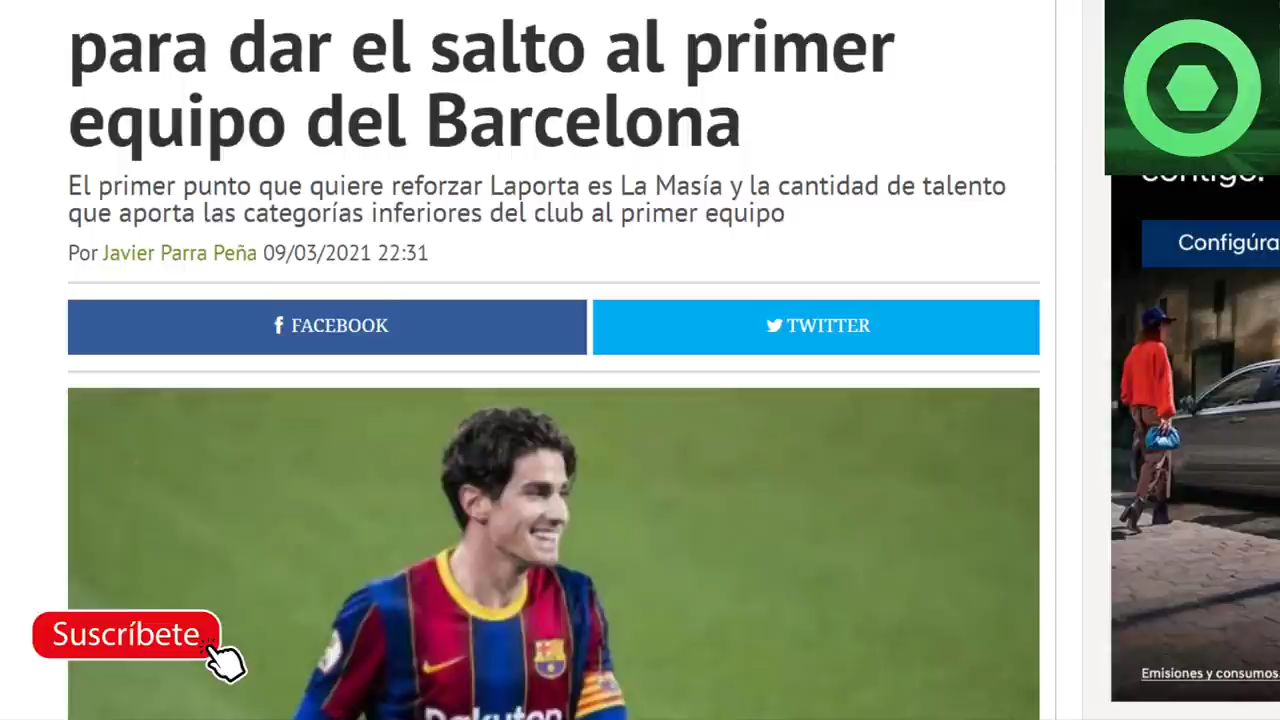 para dar el salto al primer
equipo del Barcelona
El primer punto que quiere reforzar Laporta es La Masía y la cantidad de talento
que aporta las categorías inferiores del club al primer equipo
Por Javier Parra Peña 09/03/2021 22:31
FACEBOOK
TWITTER
contigo.
Configúra
Suscríbete
Rakuten
Emisiones y consumos